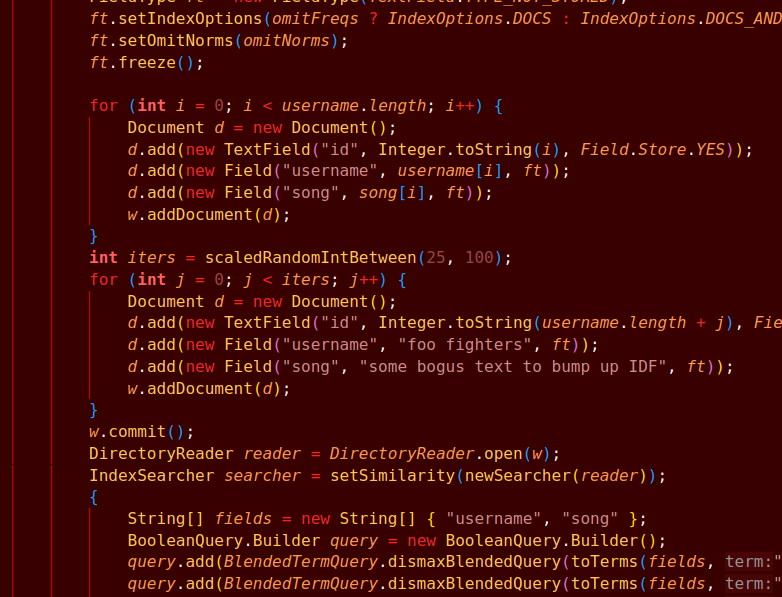 ft.setIndexOptions(omitFreqs ? IndexOptions.DOCS : IndexOptions.DOCS_AND
ft.setOmitNorms(omitNorms);
ft.freeze();
for (int i = 0; i < username.length; i++) {
Document d = new Document();
d.add(new TextField("id", Integer.toString(i), Field.Store.YES));
d.add(new Field("username", username[i], ft));
d.add(new Field("song", song[i], ft));
w.addDocument(d);
}
int iters = scaledRandomIntBetween(25, 100);
for (int j = 0; j < iters; j++) {
Document d = new Document();
d.add(new TextField("id", Integer.toString(username.length + j), Fie
d.add(new Field("username", "foo fighters", ft));
d.add(new Field("song", "some bogus text to bump up IDF", ft));
w.addDocument(d);
}
w.commit();
DirectoryReader reader = DirectoryReader.open(w);
IndexSearcher searcher = setSimilarity(newSearcher(reader));
{
String[] fields = new String[] { "username", "song" };
BooleanQuery.Builder query = new BooleanQuery.Builder();
query.add(BlendedTermQuery.dismaxBlendedQuery(toTerms(fields, term:"
query.add(BlendedTermQuery.dismaxBlendedQuery(toTerms(fields, term:"